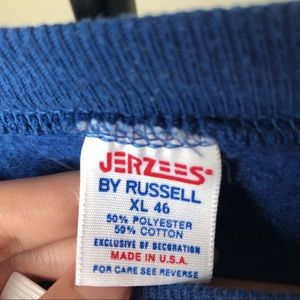 JERZEES®
BY RUSSELL
XL 46
50% POLYESTER
50% COTTON
EXCLUSIVE OF DECORATION
MADE IN U.S.A.
FOR CARE SEE REVERSE